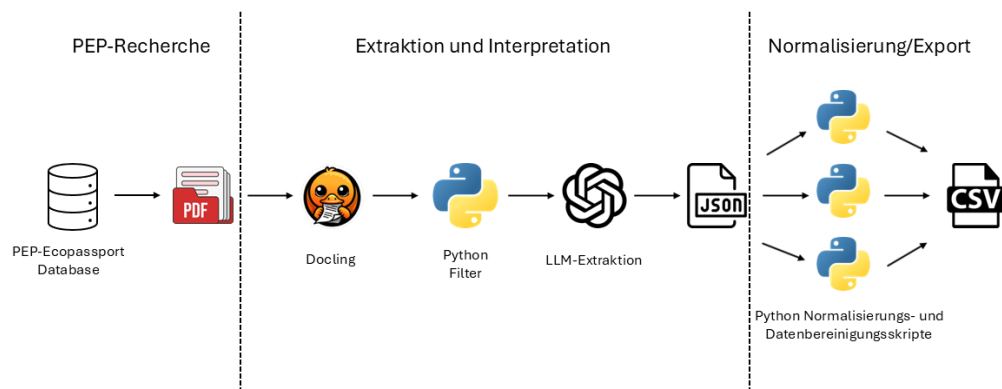 PEP-Recherche
Extraktion und Interpretation
Normalisierung/Export
PDF
JSON
CSV
PEP-Ecopassport
Database
Docling
Python
Filter
LLM-Extraktion
Python Normalisierungs- und
Datenbereinigungsskripte